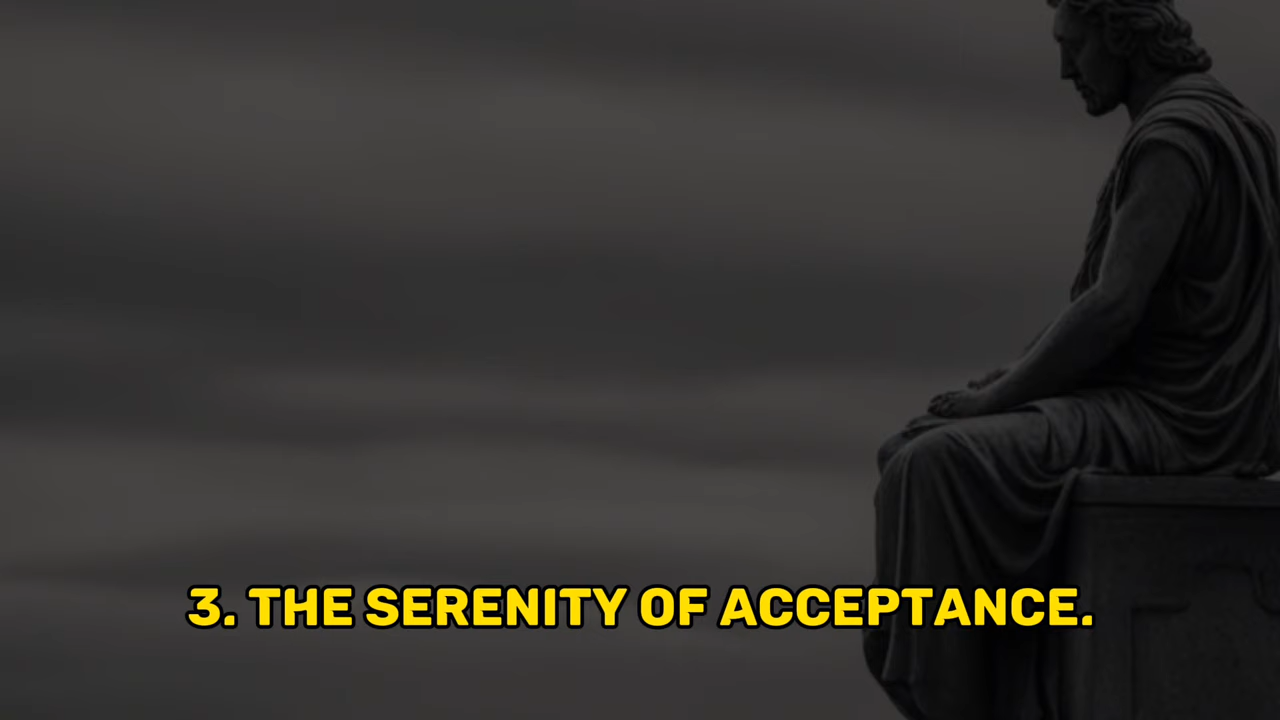 3. THE SERENITY OF ACCEPTANCE.